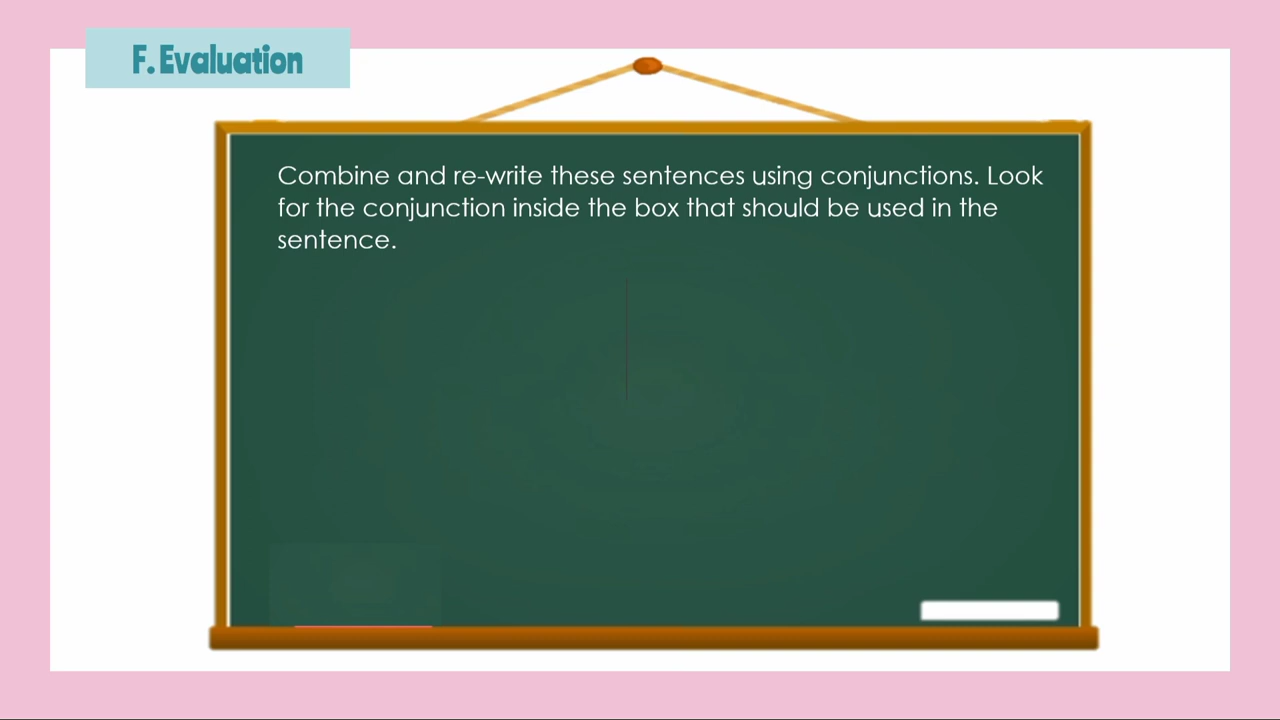 F. Evaluation
Combine and re-write these sentences using conjunctions. Look
for the conjunction inside the box that should be used in the
sentence.